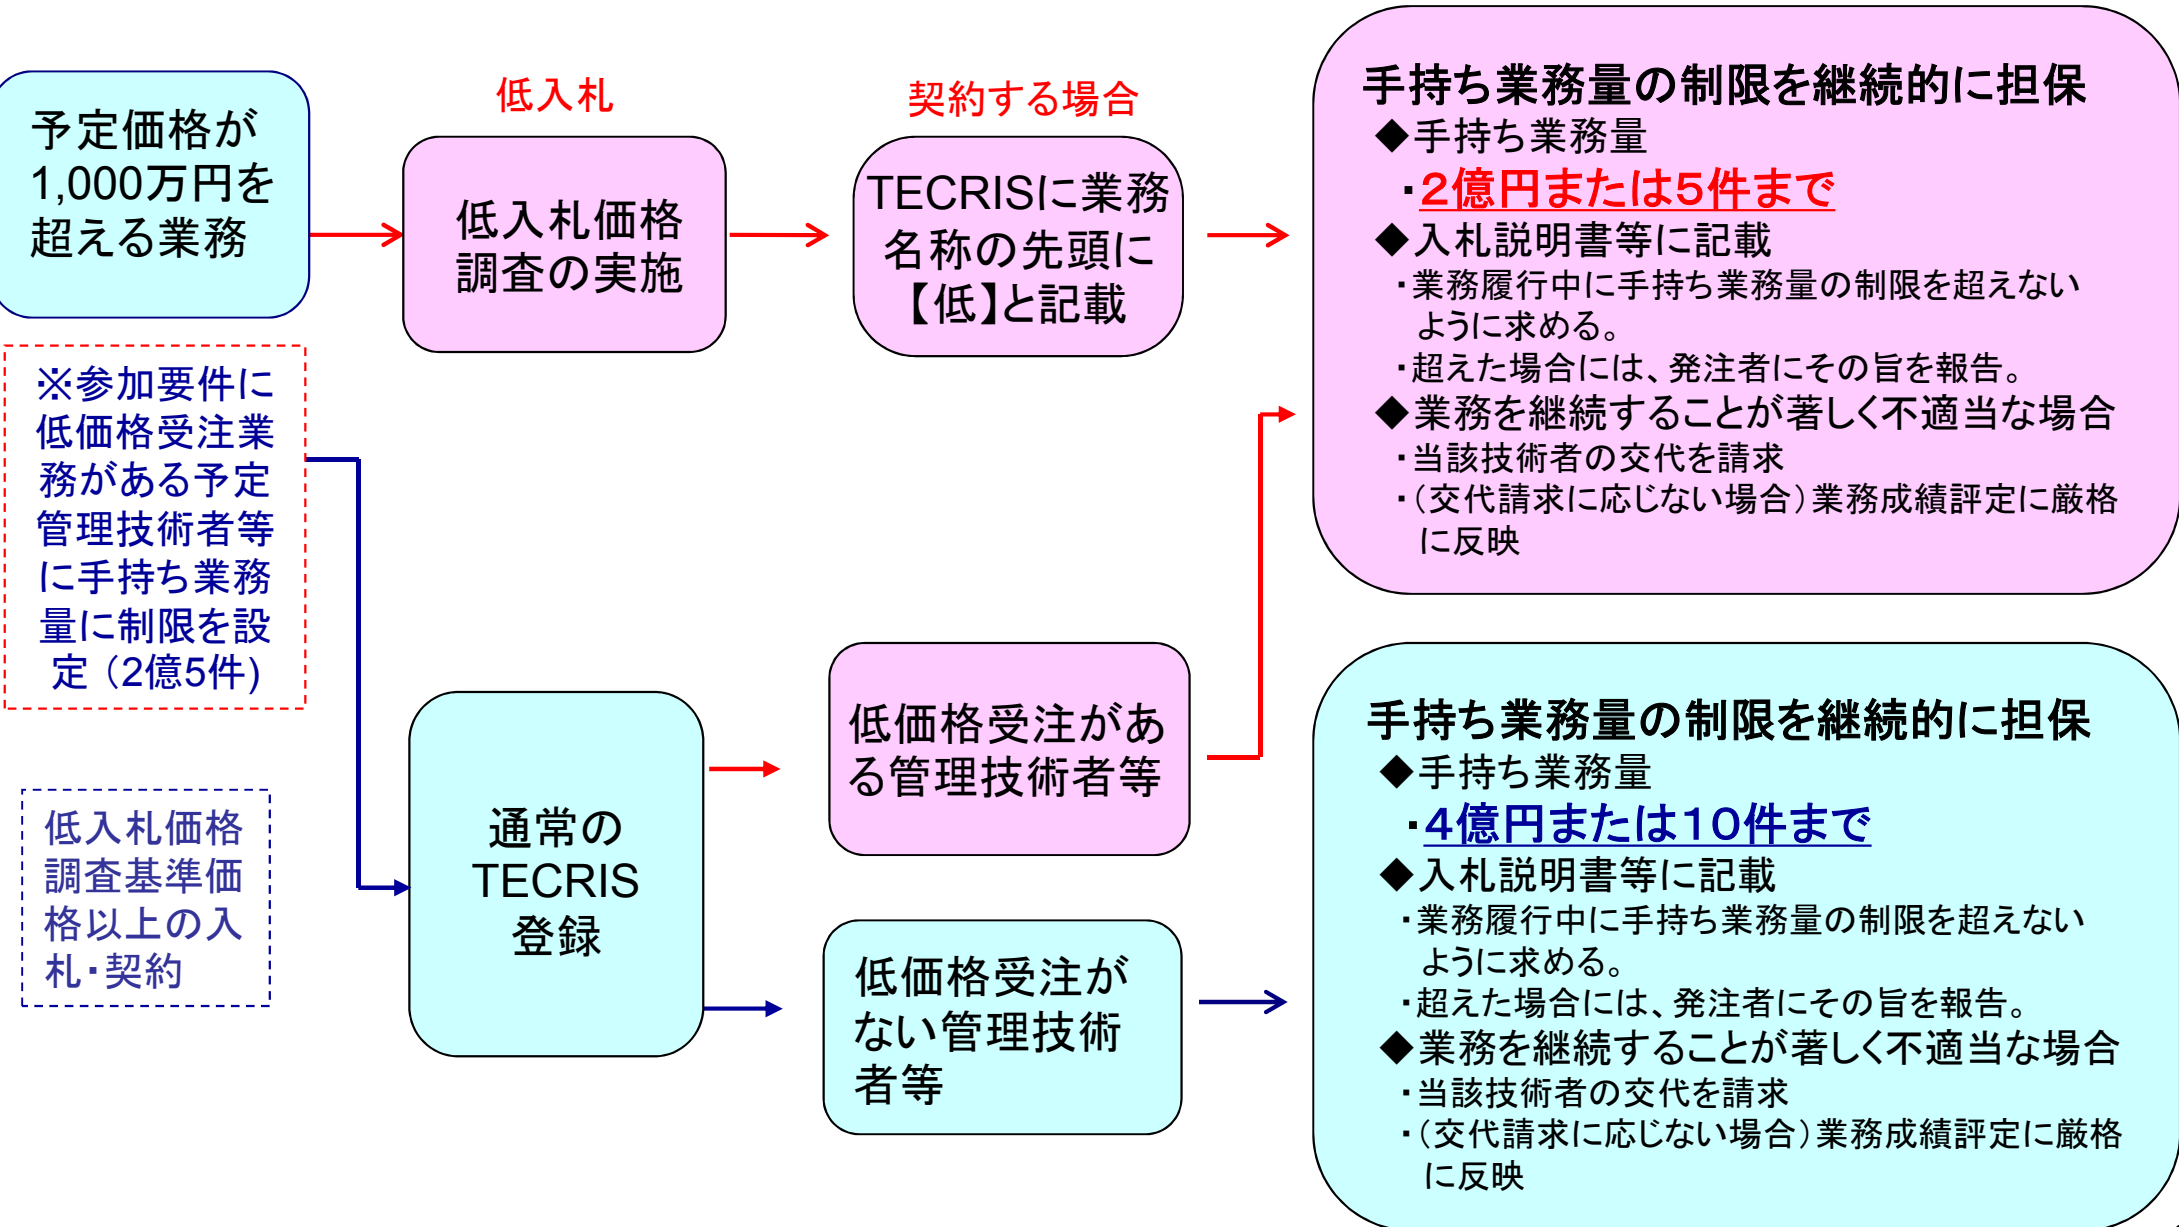 予定価格が
1,000万円を
超える業務
※参加要件に
低価格受注業
務がある予定
管理技術者等
に手持ち業務
量に制限を設
定（2億5件)
低入札価格
調査基準価
格以上の入
札・契約
低入札
低入札価格
調査の実施
契約する場合
TECRISに業務
名称の先頭に
【低】と記載
通常の
TECRIS
登録
低価格受注があ
る管理技術者等
低価格受注が
ない管理技術
者等
手持ち業務量の制限を継続的に担保
◆手持ち業務量
・２億円または５件まで
◆入札説明書等に記載
・業務履行中に手持ち業務量の制限を超えない
ように求める。
・超えた場合には、発注者にその旨を報告。
◆業務を継続することが著しく不適当な場合
・当該技術者の交代を請求
・（交代請求に応じない場合）業務成績評定に厳格
に反映
手持ち業務量の制限を継続的に担保
◆手持ち業務量
・４億円または１０件まで
◆入札説明書等に記載
・業務履行中に手持ち業務量の制限を超えない
ように求める。
・超えた場合には、発注者にその旨を報告。
◆業務を継続することが著しく不適当な場合
・当該技術者の交代を請求
・（交代請求に応じない場合）業務成績評定に厳格
に反映